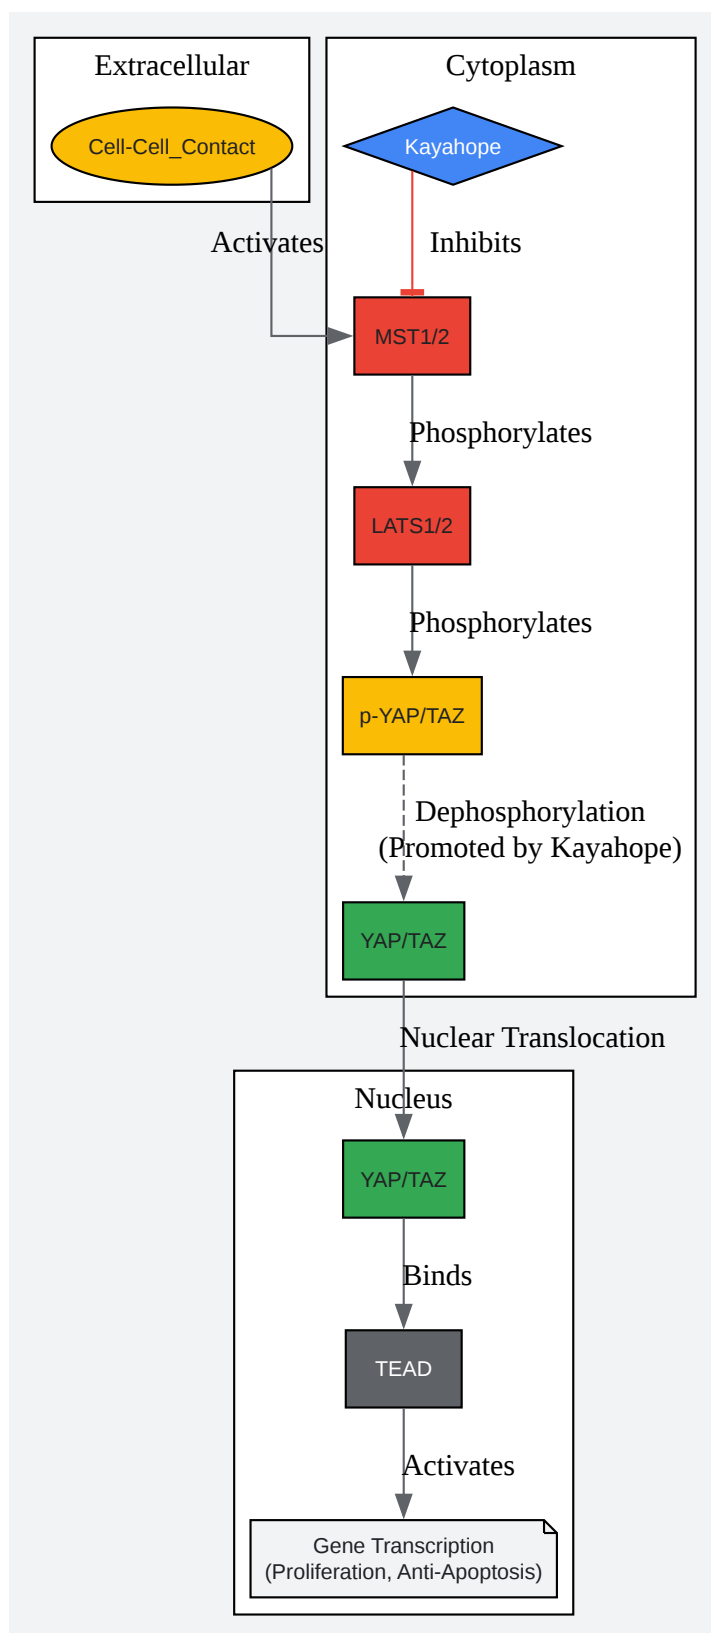 Extracellular
Cytoplasm
Cell-Cell_Contact
Kayahope
Activates
Inhibits
MST1/2
Phosphorylates
LATS1/2
Phosphorylates
p-YAP/TAZ
Dephosphorylation
(Promoted by Kayahope)
YAP/TAZ
Nuclear Translocation
Nucleus
YAP/TAZ
Binds
TEAD
Activates
Gene Transcription
(Proliferation, Anti-Apoptosis)